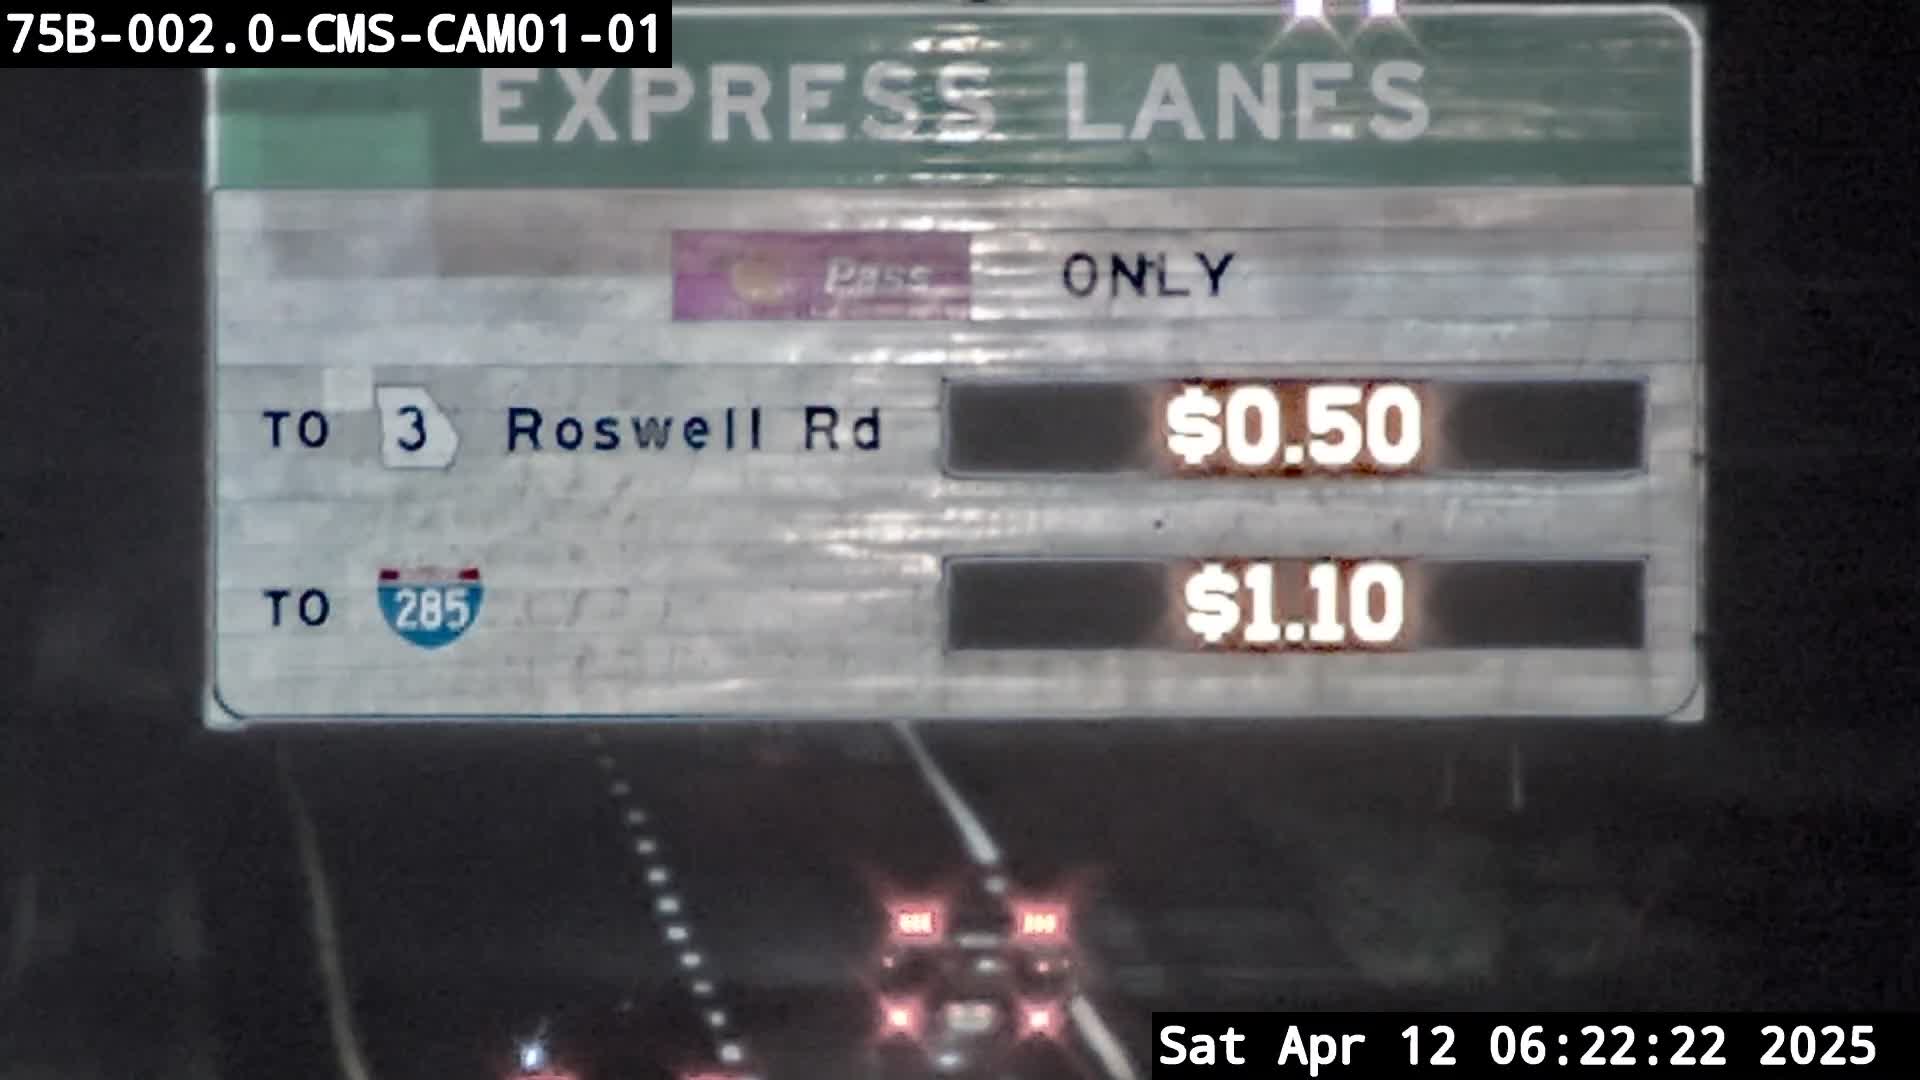 75B-002.0-CMS-CAM01-01
EXPRESS LANES
Pass ONLY
TO 3 Roswell Rd $0.50
TO 285 $1.10
Sat Apr 12 06:22:22 2025